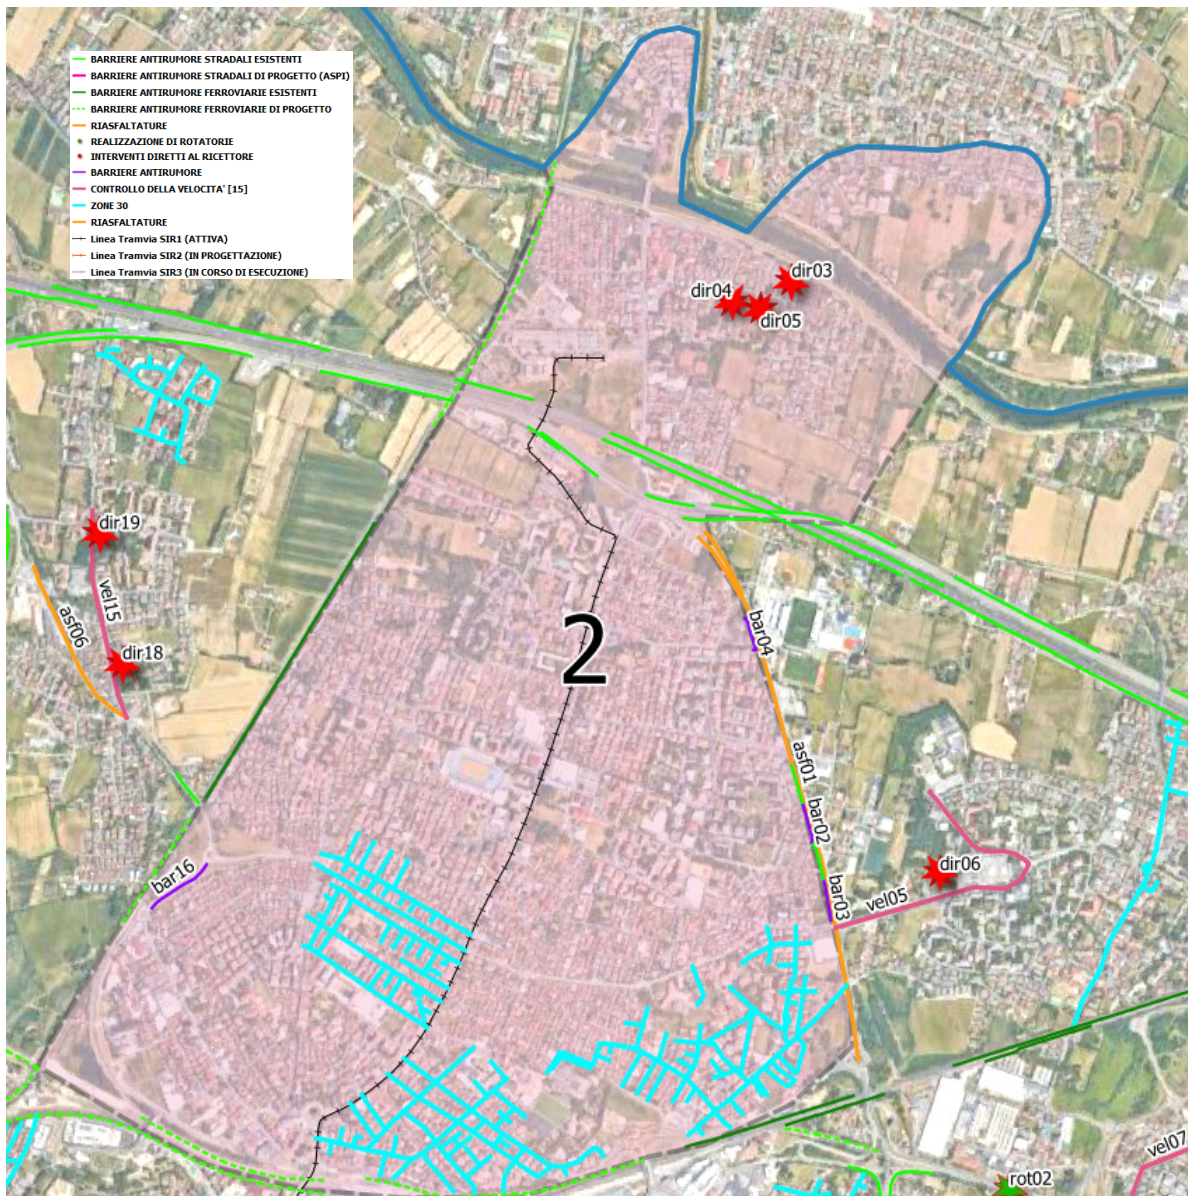 BARRIERE ANTIRUMORE STRADALI ESISTENTI
BARRIERE ANTIRUMORE STRADALI DI PROGETTO (ASPI)
BARRIERE ANTIRUMORE FERROVIARIE ESISTENTI
BARRIERE ANTIRUMORE FERROVIARIE DI PROGETTO
RIASFALTATURE
REALIZZAZIONE DI ROTATORIE
INTERVENTI DIRETTI AL RICETTORE
BARRIERE ANTIRUMORE
CONTROLLO DELLA VELOCITA' [15]
ZONE 30
RIASFALTATURE
Linea Tramvia SIR1 (ATTIVA)
Linea Tramvia SIR2 (IN PROGETTAZIONE)
Linea Tramvia SIR3 (IN CORSO DI ESECUZIONE)
dir03
dir04
dir05
dir19
vel15
asf06
dir18
2
bar04
asf01
bar02
bar03
dir06
vel05
bar16
vel07
rot02